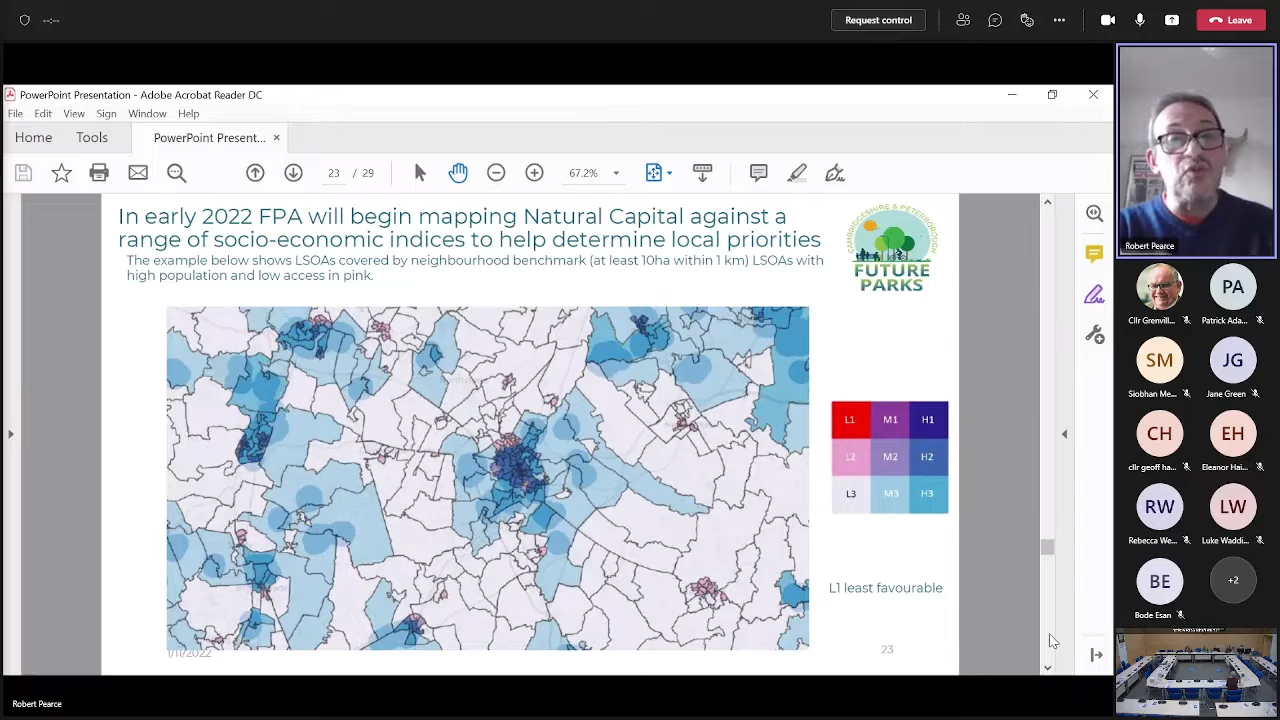 --:--
Request control
Leave
PowerPoint Presentation - Adobe Acrobat Reader DC
File Edit View Sign Window Help
Home Tools PowerPoint Present... ×
23 / 29 67.2%
In early 2022 FPA will begin mapping Natural Capital against a
range of socio-economic indices to help determine local priorities
The example below shows LSOAs covered by neighbourhood benchmark (at least 10ha within 1 km) LSOAs with
high population and low access in pink.
CAMBRIDGESHIRE & PETERBOROUGH
FUTURE
PARKS
L1 M1 H1
L2 M2 H2
L3 M3 H3
L1 least favourable
1/11/2022
23
Robert Pearce
Cllr Grenvill...
PA
Patrick Ada...
SM
Siobhan Me...
JG
Jane Green
CH
cllr geoff ha...
EH
Eleanor Hai...
RW
Rebecca We...
LW
Luke Waddi...
BE
Bode Esan
+2
Robert Pearce